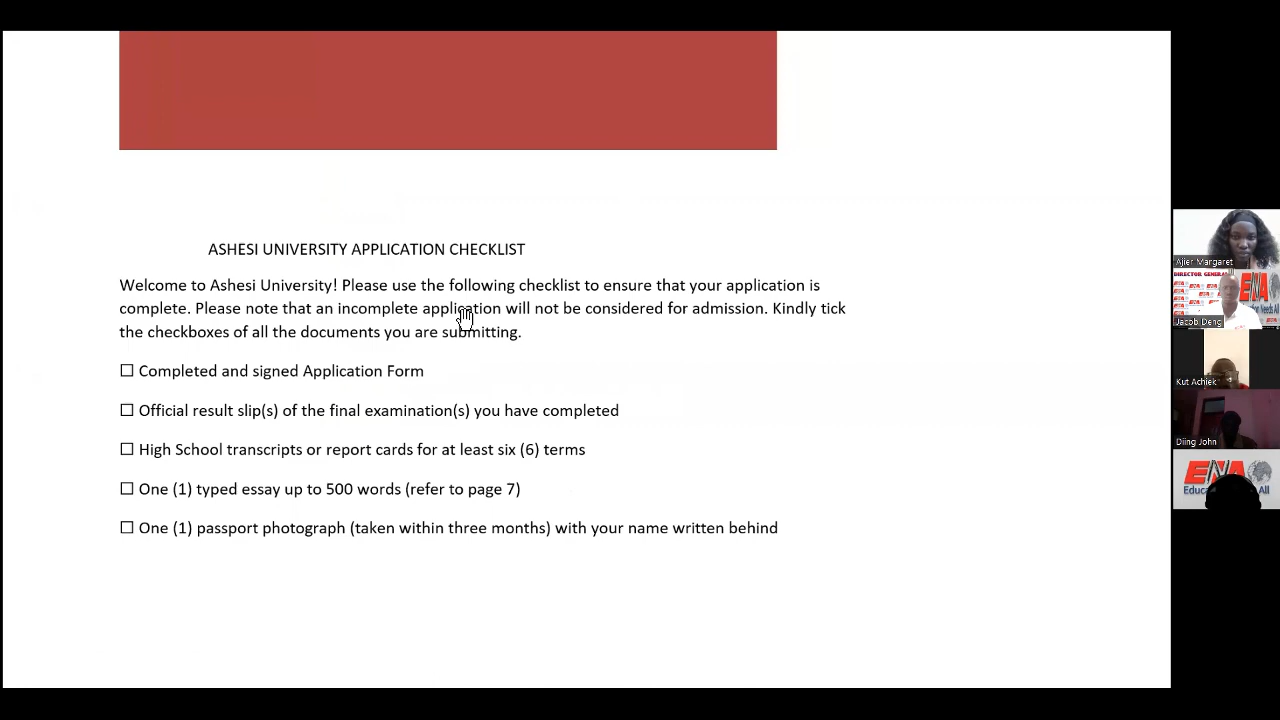 ASHESI UNIVERSITY APPLICATION CHECKLIST
Welcome to Ashesi University! Please use the following checklist to ensure that your application is
complete. Please note that an incomplete application will not be considered for admission. Kindly tick
the checkboxes of all the documents you are submitting.
☐ Completed and signed Application Form
☐ Official result slip(s) of the final examination(s) you have completed
☐ High School transcripts or report cards for at least six (6) terms
☐ One (1) typed essay up to 500 words (refer to page 7)
☐ One (1) passport photograph (taken within three months) with your name written behind
Ajier Margaret
DIRECTOR GENERAL
ENA
Jacob Deng
Kut Achiek
Diing John
ENA
All